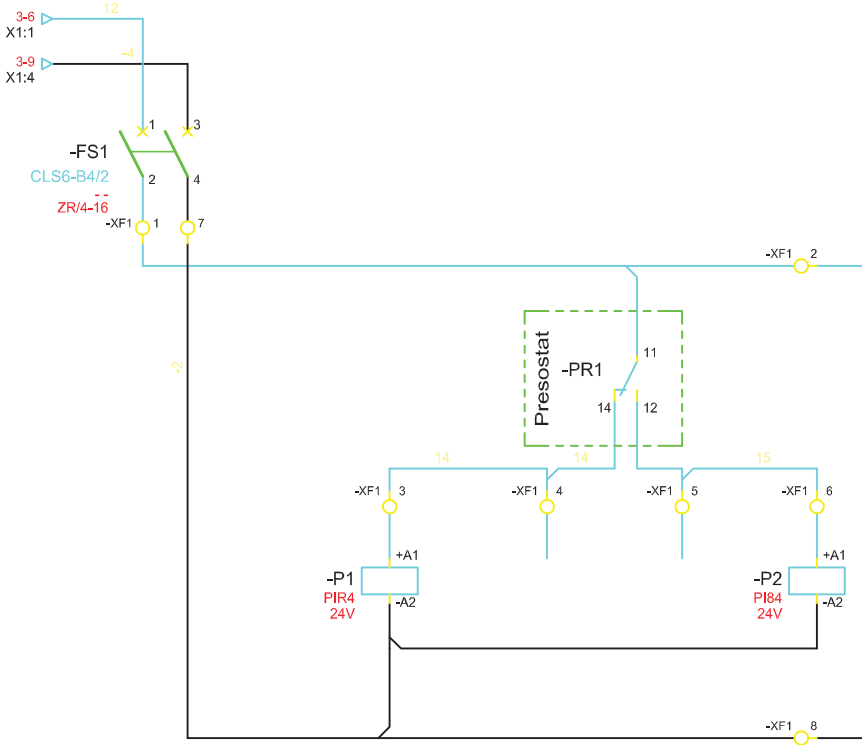 3-6
X1:1
12
3-9
X1:4
-4
1
3
-FS1
CLS6-B4/2
2
4
--
ZR/4-16
-XF1
1
7
-XF1
2
-2
Presostat
-PR1
11
14
12
14
14
15
-XF1
3
-XF1
4
-XF1
5
-XF1
6
+A1
-P1
PIR4
24V
-A2
+A1
-P2
PI84
24V
-A2
-XF1
8